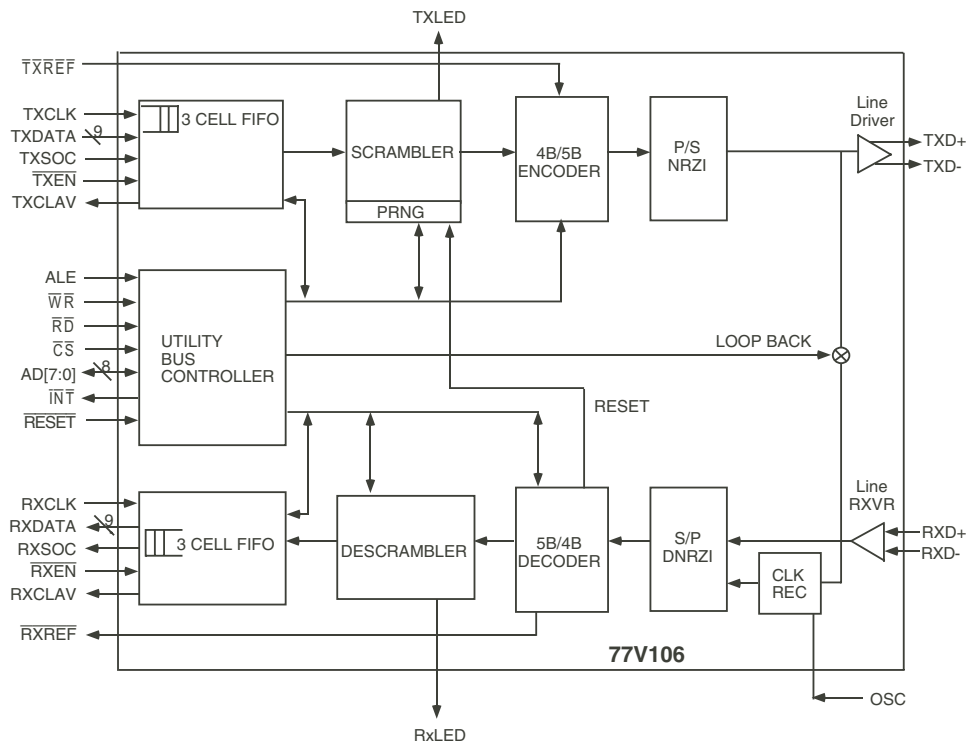 TXLED
TXREF
TXCLK
TXDATA
9
TXSOC
TXEN
TXCLAV
3 CELL FIFO
SCRAMBLER
PRNG
4B/5B
ENCODER
P/S
NRZI
Line
Driver
TXD+
TXD-
ALE
WR
RD
CS
AD[7:0]
8
INT
RESET
UTILITY
BUS
CONTROLLER
LOOP BACK
RESET
RXCLK
RXDATA
9
RXSOC
RXEN
RXCLAV
RXREF
3 CELL FIFO
DESCRAMBLER
5B/4B
DECODER
S/P
DNRZI
CLK
REC
Line
RXVR
RXD+
RXD-
77V106
OSC
RxLED